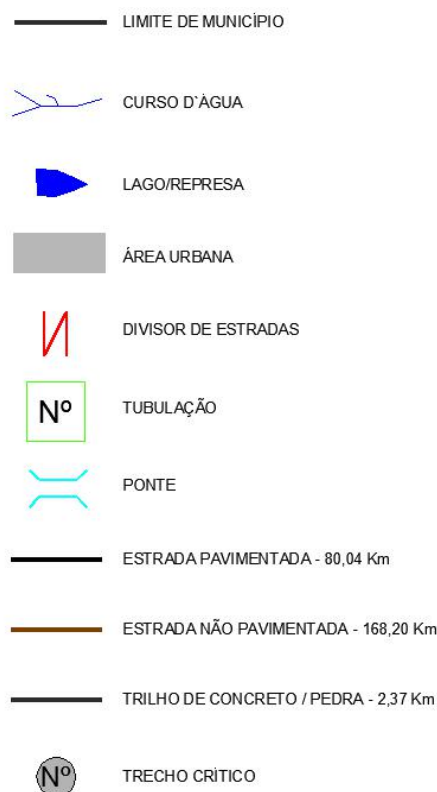 LIMITE DE MUNICÍPIO
CURSO D`ÁGUA
LAGO/REPRESA
ÁREA URBANA
DIVISOR DE ESTRADAS
Nº TUBULAÇÃO
PONTE
ESTRADA PAVIMENTADA - 80,04 Km
ESTRADA NÃO PAVIMENTADA - 168,20 Km
TRILHO DE CONCRETO / PEDRA - 2,37 Km
Nº TRECHO CRÍTICO